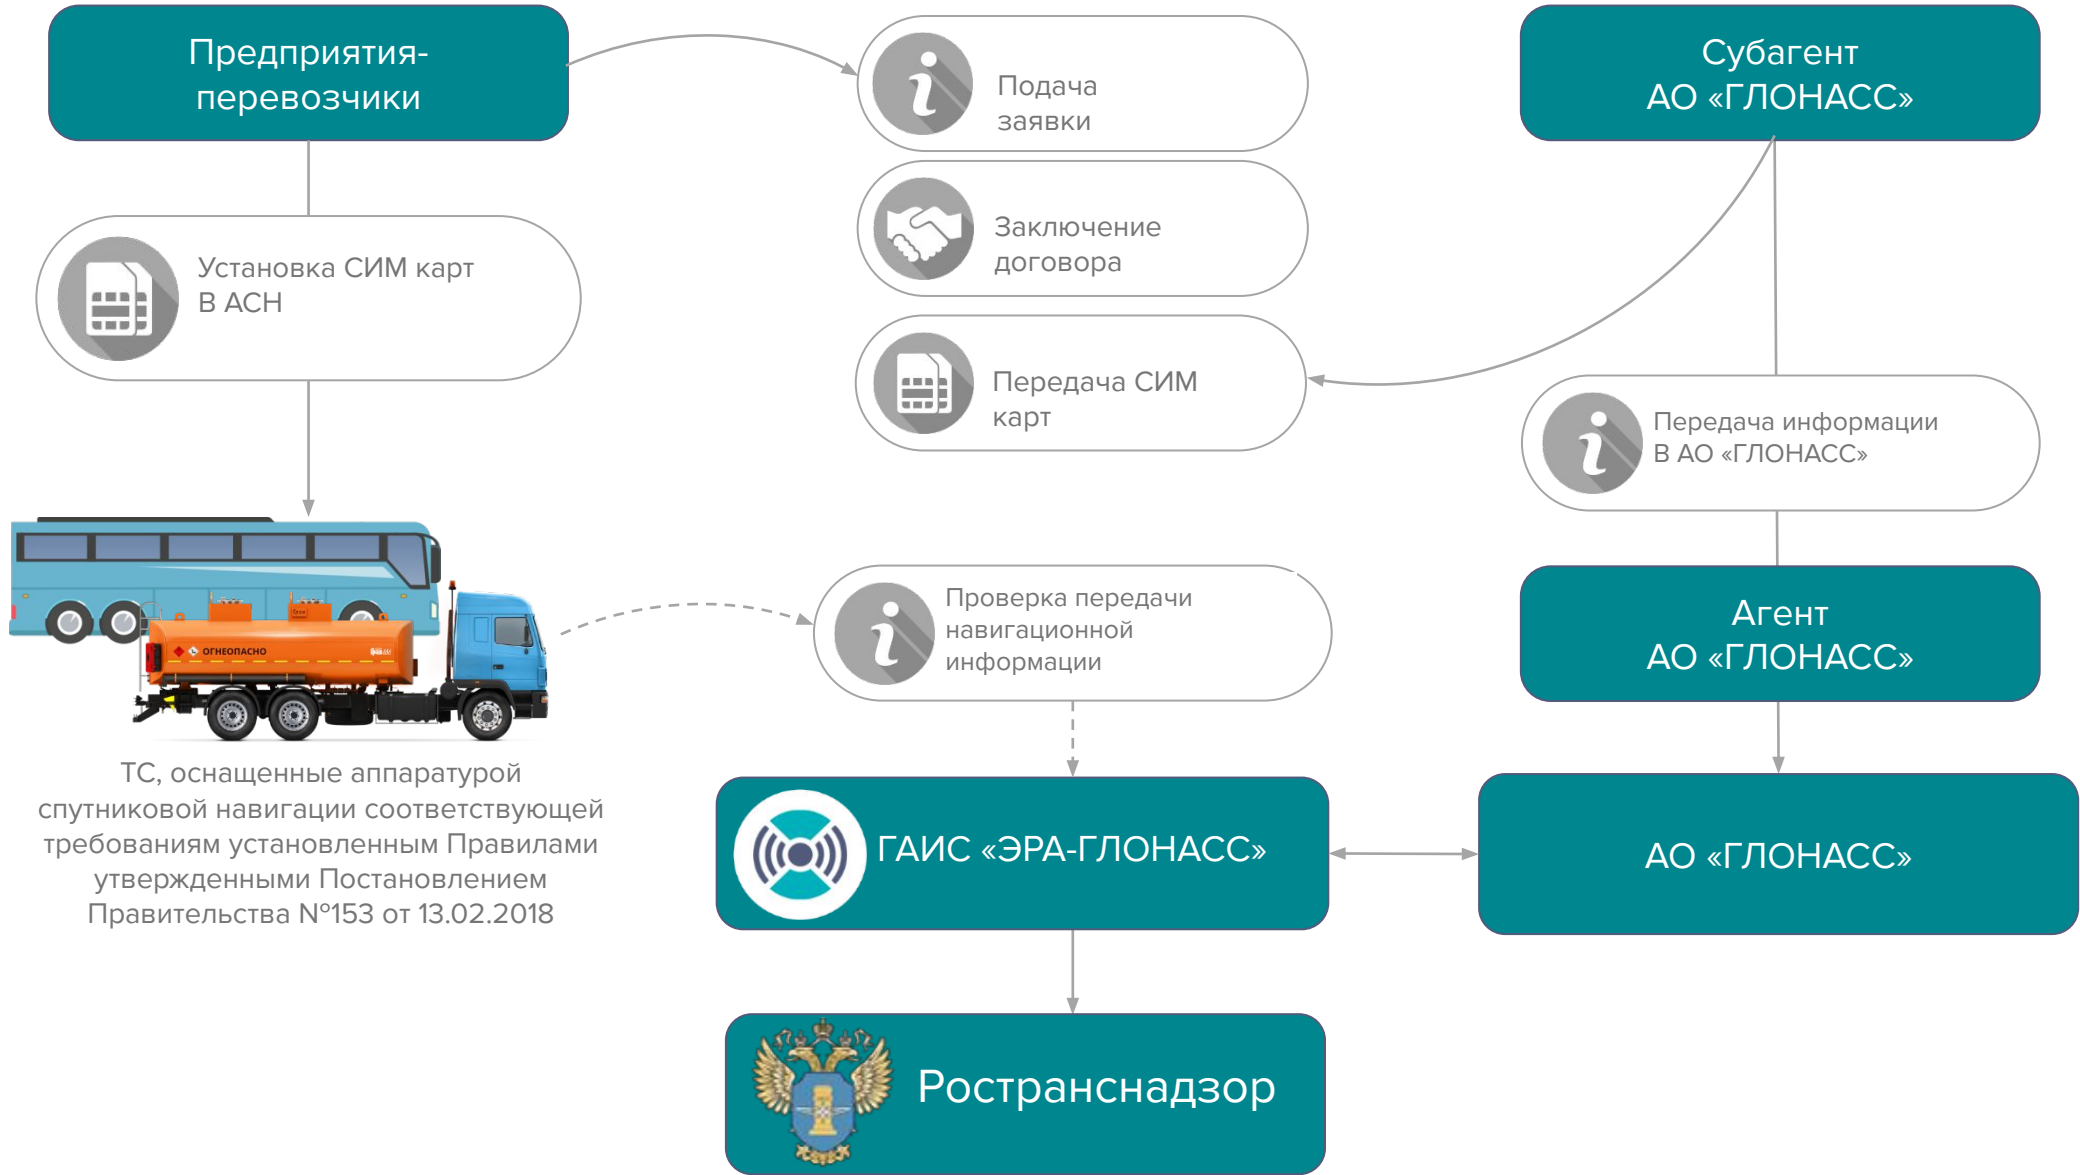 Предприятия-
перевозчики
Подача
заявки
Субагент
АО «ГЛОНАСС»
Заключение
договора
Установка СИМ карт
В АСН
Передача СИМ
карт
Передача информации
В АО «ГЛОНАСС»
ОГНЕОПАСНО
Проверка передачи
навигационной
информации
Агент
АО «ГЛОНАСС»
ТС, оснащенные аппаратурой
спутниковой навигации соответствующей
требованиям установленным Правилами
утвержденными Постановлением
Правительства №153 от 13.02.2018
ГАИС «ЭРА-ГЛОНАСС»
АО «ГЛОНАСС»
Ространснадзор